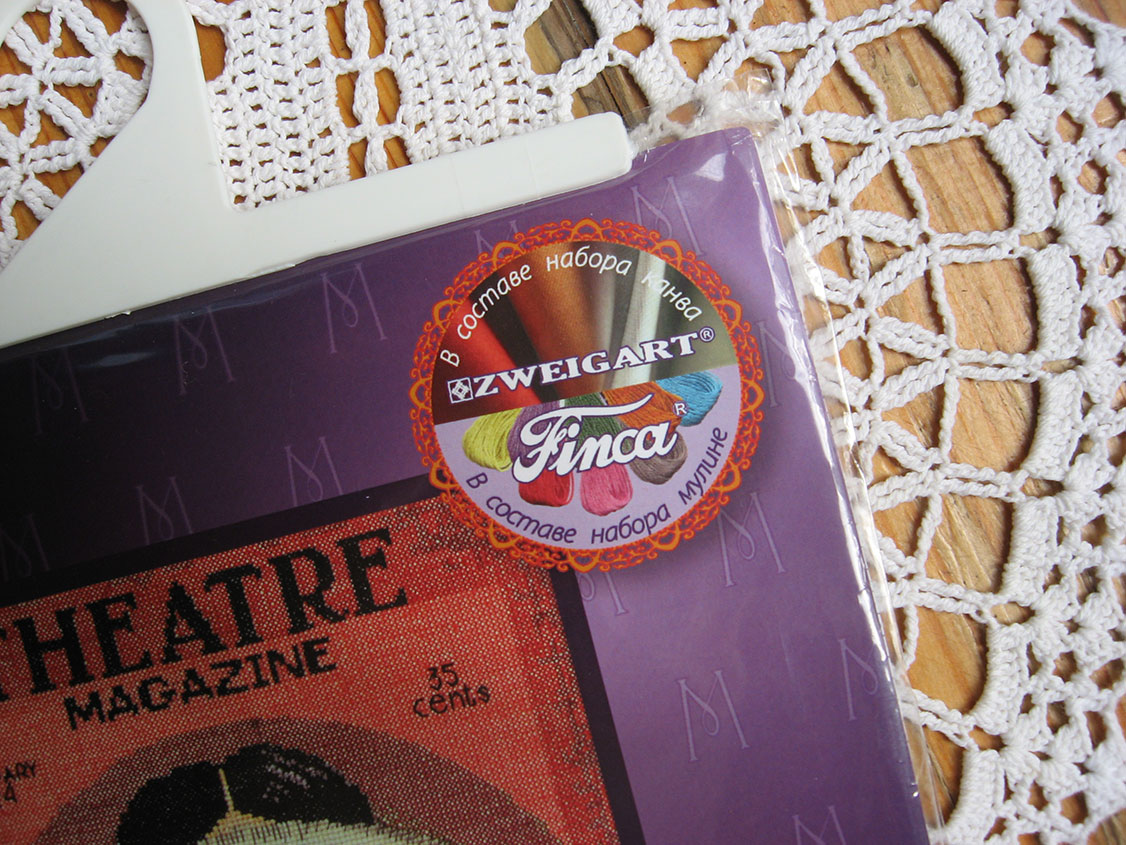 В составе набора канва
ZWEIGART®
Finca®
В составе набора мулине
THEATRE
MAGAZINE
35
cents